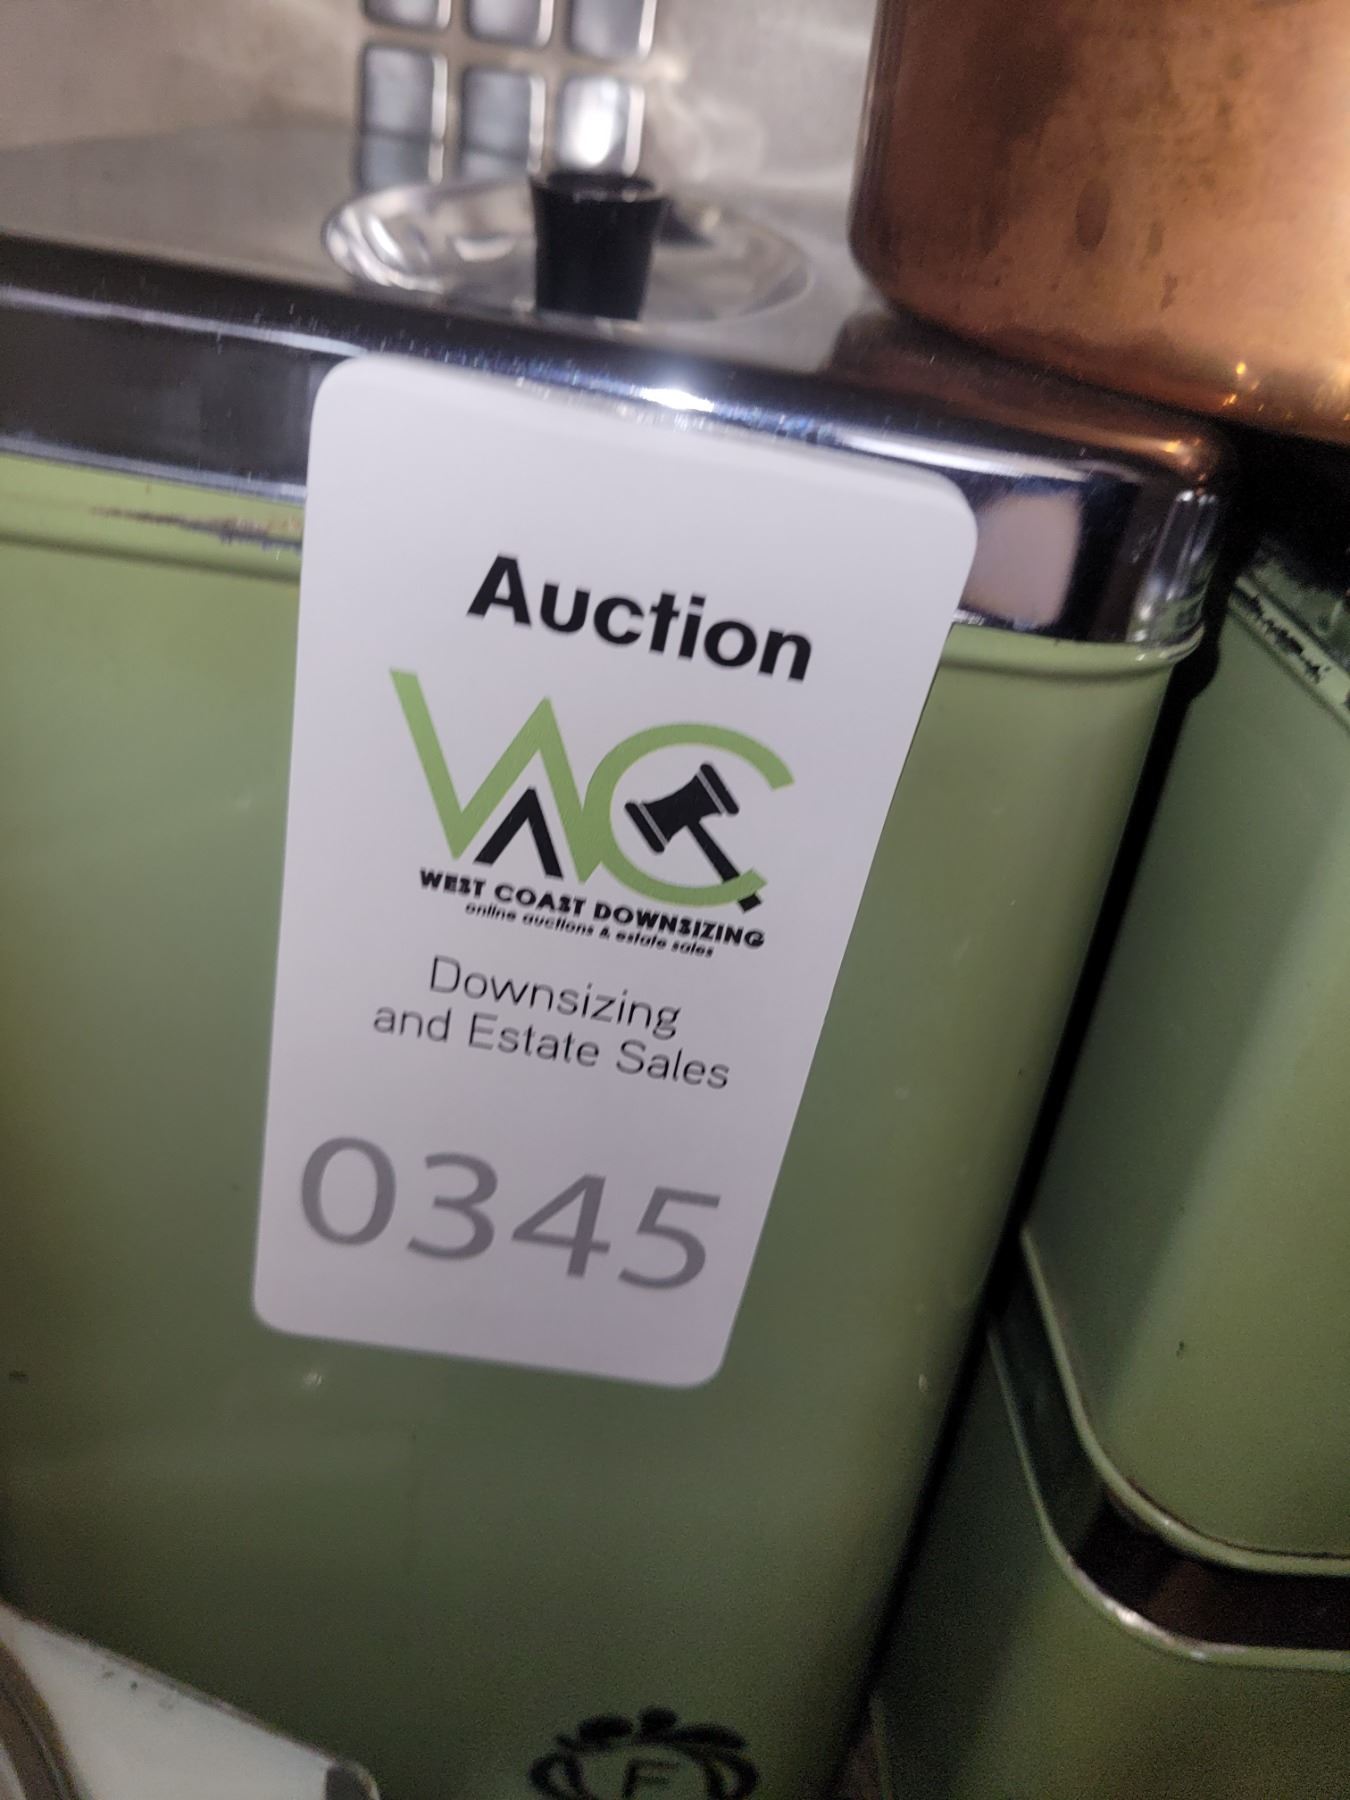 Auction
WC
WEST COAST DOWNSIZING
online auctions & estate sales
Downsizing
and Estate Sales
0345
F